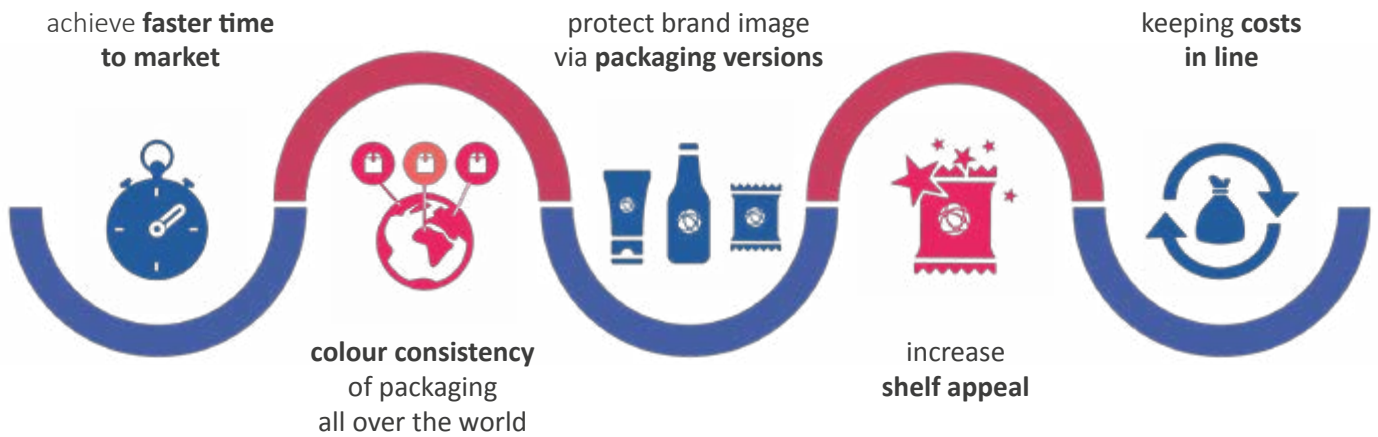 achieve faster time
to market
colour consistency
of packaging
all over the world
protect brand image
via packaging versions
increase
shelf appeal
keeping costs
in line